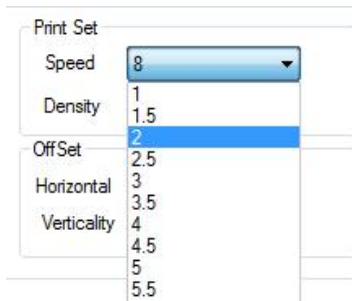 Print Set
Speed 8
1
Density
1.5
2
OffSet
2.5
Horizontal 3
3.5
Verticality 4
4.5
5
5.5